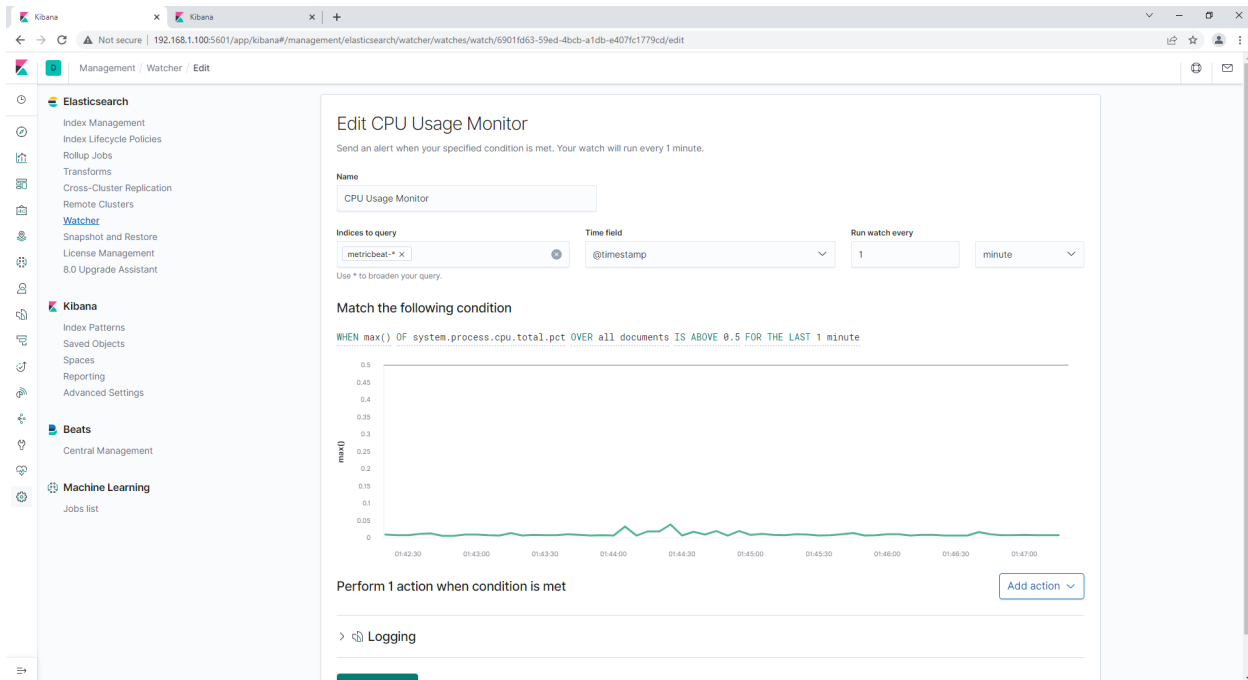 Kibana
Kibana
Not secure | 192.168.1.100:5601/app/kibana#/management/elasticsearch/watcher/watches/watch/6901fd63-59ed-4bcb-a1db-e407fc1779cd/edit
D Management / Watcher / Edit
Elasticsearch
Index Management
Index Lifecycle Policies
Rollup Jobs
Transforms
Cross-Cluster Replication
Remote Clusters
Watcher
Snapshot and Restore
License Management
8.0 Upgrade Assistant
Kibana
Index Patterns
Saved Objects
Spaces
Reporting
Advanced Settings
Beats
Central Management
Machine Learning
Jobs list
Edit CPU Usage Monitor
Send an alert when your specified condition is met. Your watch will run every 1 minute.
Name
CPU Usage Monitor
Indices to query Time field Run watch every
metricbeat-* @timestamp 1 minute
Use * to broaden your query.
Match the following condition
WHEN max() OF system.process.cpu.total.pct OVER all documents IS ABOVE 0.5 FOR THE LAST 1 minute
0.5
0.45
0.4
0.35
0.3
0.25
0.2
0.15
0.1
0.05
0
max()
01:42:30 01:43:00 01:43:30 01:44:00 01:44:30 01:45:00 01:45:30 01:46:00 01:46:30 01:47:00
Perform 1 action when condition is met
Add action
Logging